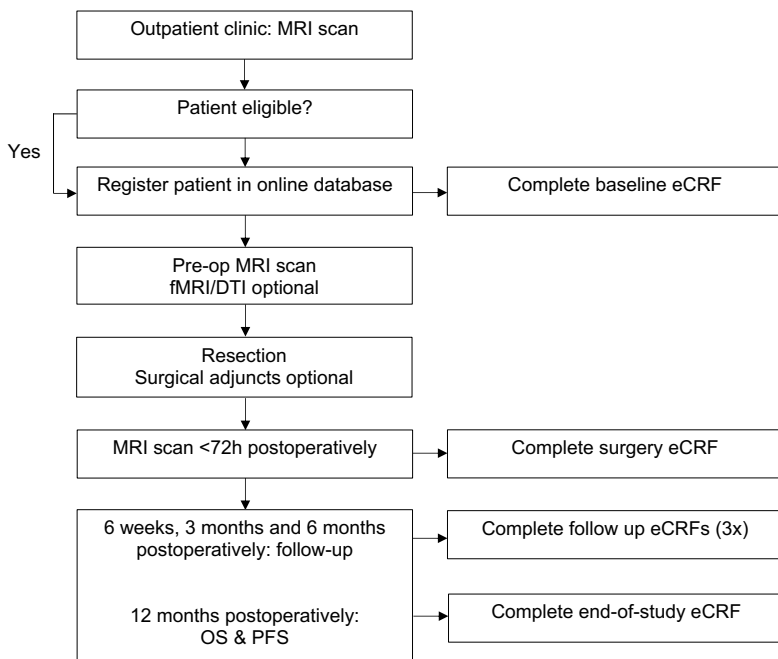 Outpatient clinic: MRI scan
Patient eligible?
Yes
Register patient in online database
Complete baseline eCRF
Pre-op MRI scan
fMRI/DTI optional
Resection
Surgical adjuncts optional
MRI scan <72h postoperatively
Complete surgery eCRF
6 weeks, 3 months and 6 months
postoperatively: follow-up
Complete follow up eCRFs (3x)
12 months postoperatively:
OS & PFS
Complete end-of-study eCRF